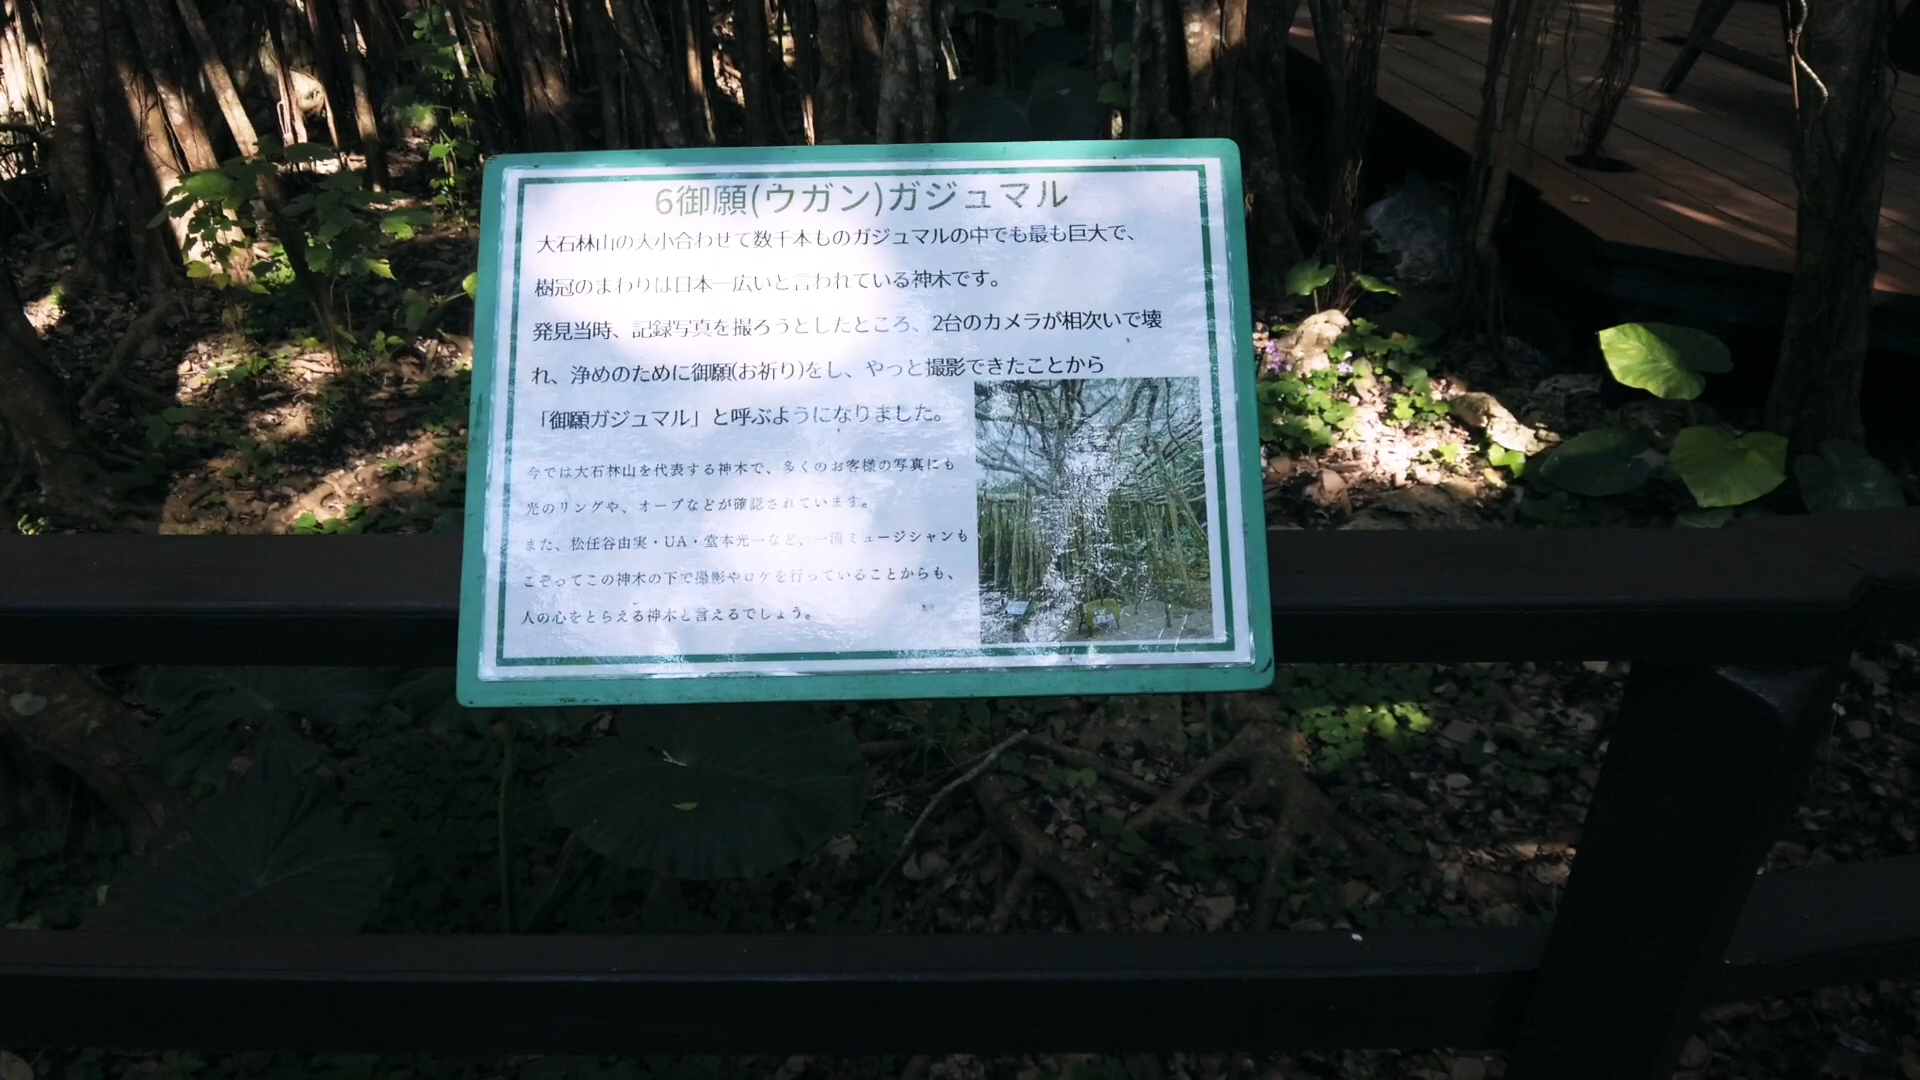 6御願(ウガン)ガジュマル
大石林山の大小合わせて数千本ものガジュマルの中でも最も巨大で、
樹冠のまわりは日本一広いと言われている神木です。
発見当時、記録写真を撮ろうとしたところ、2台のカメラが相次いで壊
れ、浄めのために御願(お祈り)をし、やっと撮影できたことから
「御願ガジュマル」と呼ぶようになりました。
今では大石林山を代表する神木で、多くのお客様の写真にも
光のリングや、オーブなどが確認されています。
また、松任谷由実・UA・堂本光一など、一流ミュージシャンも
こぞってこの神木の下で撮影やロケを行っていることからも、
人の心をとらえる神木と言えるでしょう。